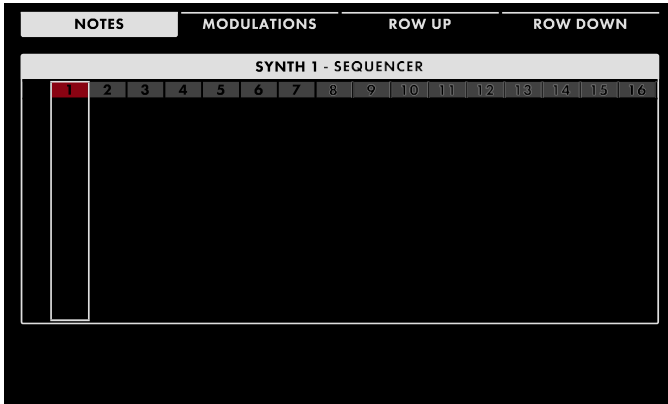 NOTES MODULATIONS ROW UP ROW DOWN
SYNTH 1 - SEQUENCER
1 2 3 4 5 6 7 8 9 10 11 12 13 14 15 16